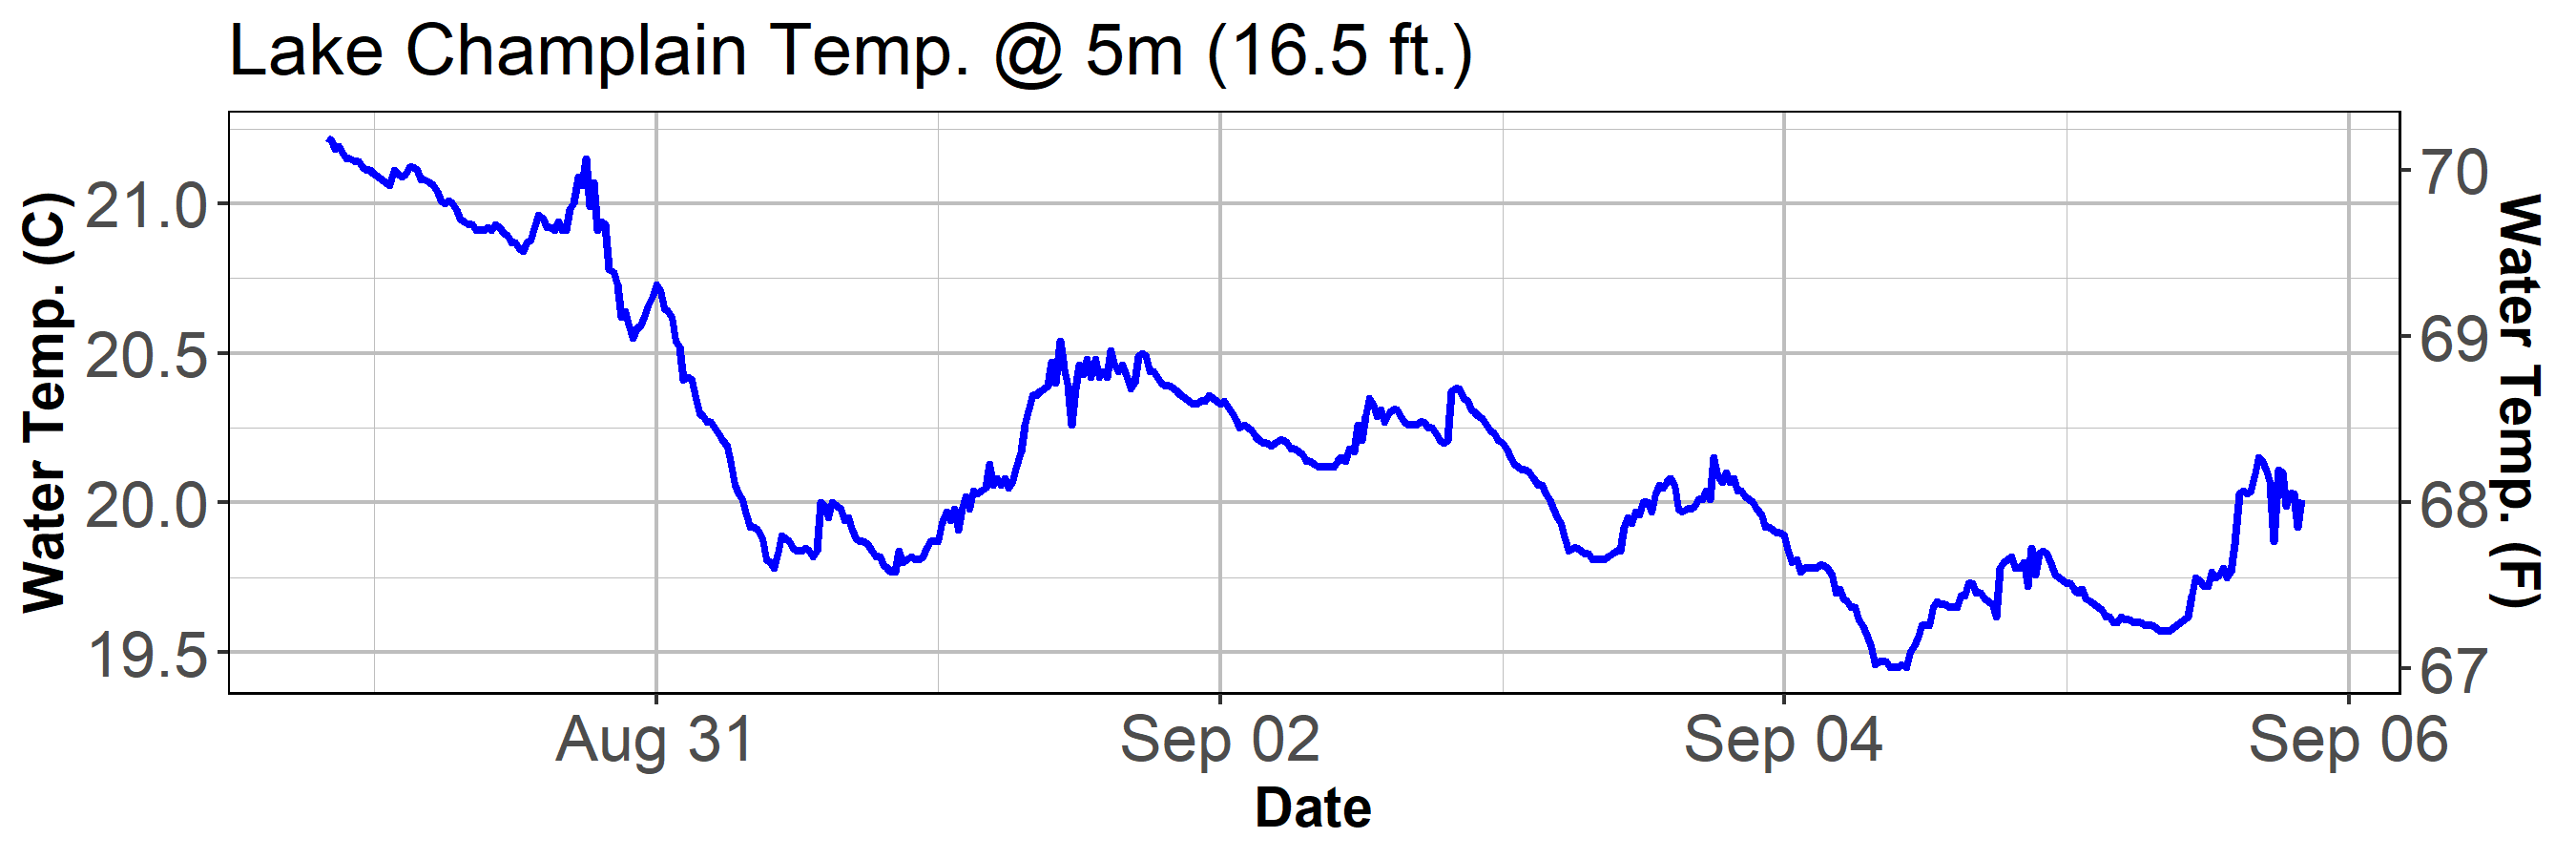 Lake Champlain Temp. @ 5m (16.5 ft.)
Water Temp. (C)
21.0
20.5
20.0
19.5
70
69
68
67
Water Temp. (F)
Aug 31
Sep 02
Sep 04
Sep 06
Date